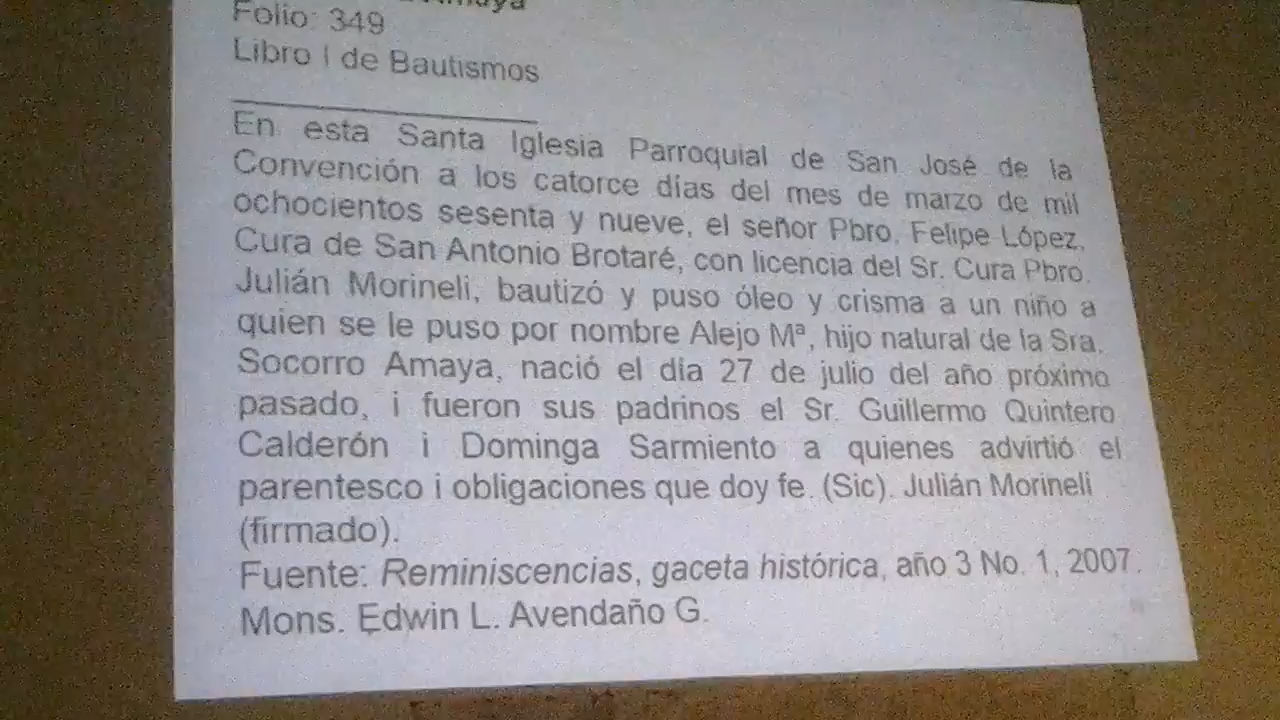 Folio: 349
Libro I de Bautismos
En esta Santa Iglesia Parroquial de San José de la
Convención a los catorce días del mes de marzo de mil
ochocientos sesenta y nueve, el señor Pbro. Felipe López,
Cura de San Antonio Brotaré, con licencia del Sr. Cura Pbro.
Julián Morineli, bautizó y puso óleo y crisma a un niño a
quien se le puso por nombre Alejo Mª, hijo natural de la Sra.
Socorro Amaya, nació el día 27 de julio del año próximo
pasado, i fueron sus padrinos el Sr. Guillermo Quintero
Calderón i Dominga Sarmiento a quienes advirtió el
parentesco i obligaciones que doy fe. (Sic). Julián Morineli
(firmado).
Fuente: Reminiscencias, gaceta histórica, año 3 No. 1, 2007.
Mons. Edwin L. Avendaño G.